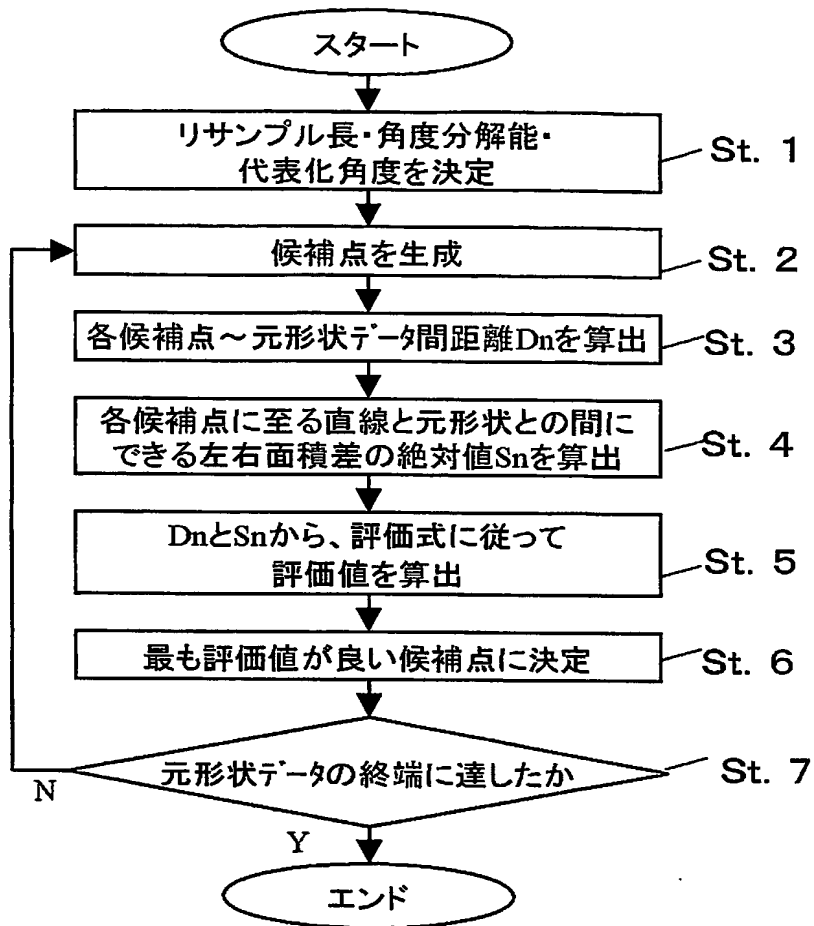 スタート
リサンプル長・角度分解能・
代表化角度を決定
St. 1
候補点を生成
St. 2
各候補点～元形状データ間距離Dnを算出
St. 3
各候補点に至る直線と元形状との間に
できる左右面積差の絶対値Snを算出
St. 4
DnとSnから、評価式に従って
評価値を算出
St. 5
最も評価値が良い候補点に決定
St. 6
元形状データの終端に達したか
St. 7
N
Y
エンド